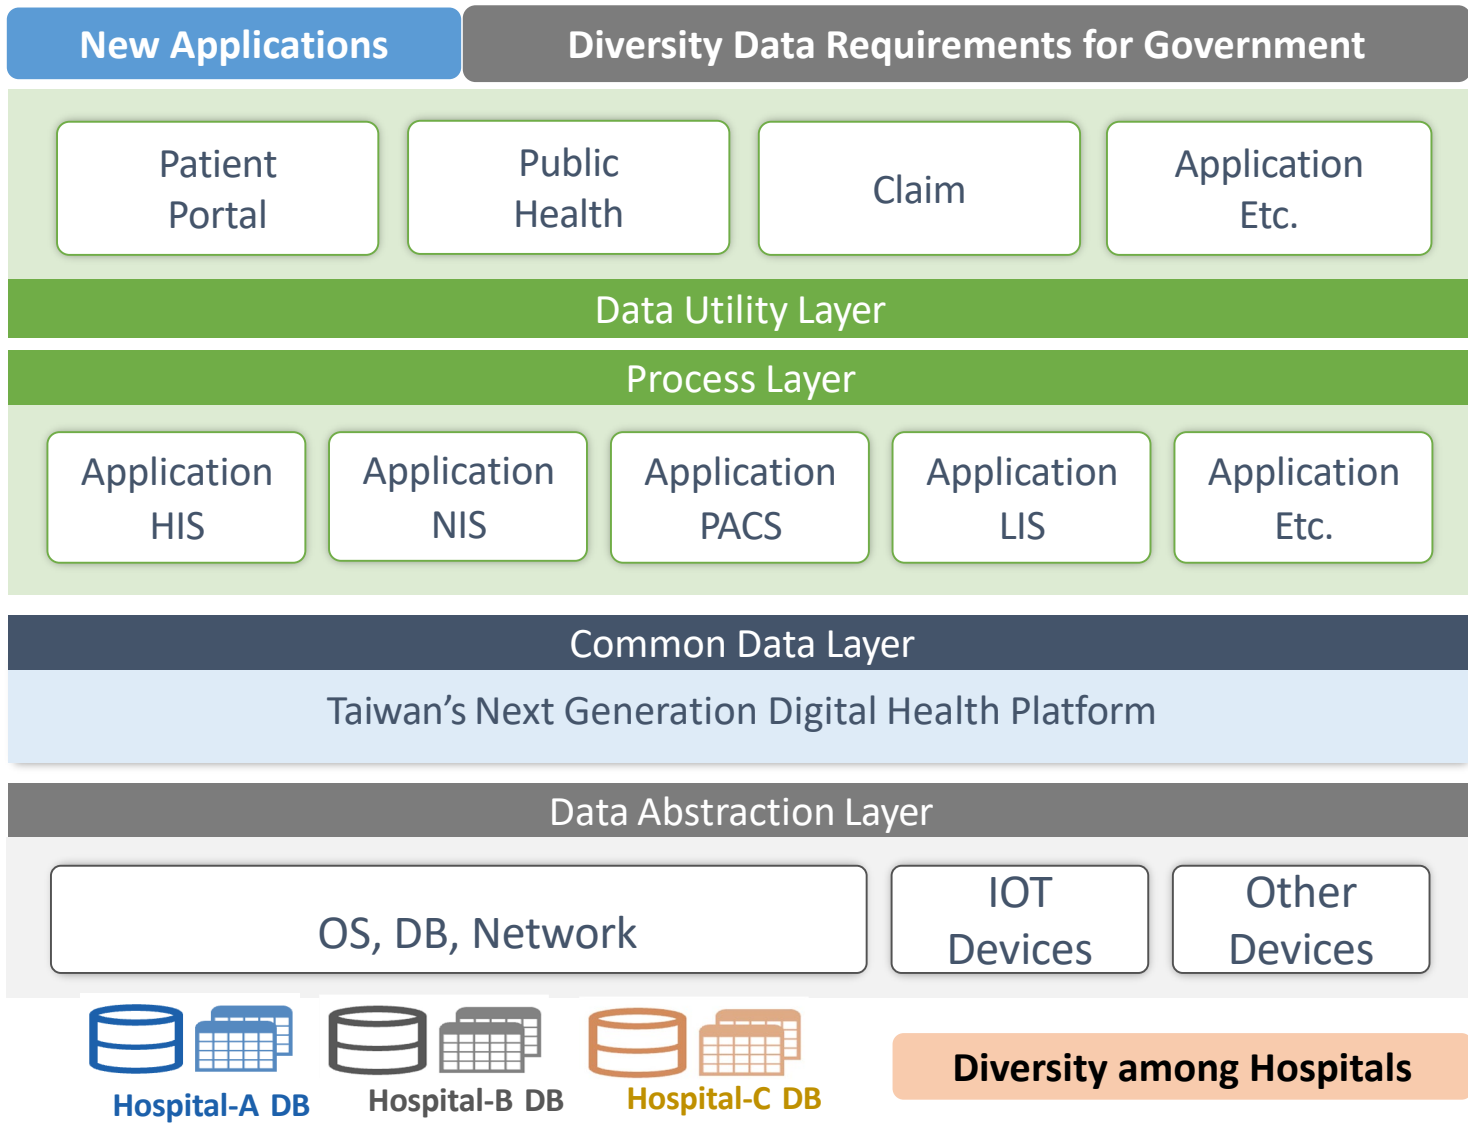 New Applications
Diversity Data Requirements for Government
Patient
Portal
Public
Health
Claim
Application
Etc.
Data Utility Layer
Process Layer
Application
HIS
Application
NIS
Application
PACS
Application
LIS
Application
Etc.
Common Data Layer
Taiwan’s Next Generation Digital Health Platform
Data Abstraction Layer
OS, DB, Network
IOT
Devices
Other
Devices
Hospital-A DB
Hospital-B DB
Hospital-C DB
Diversity among Hospitals